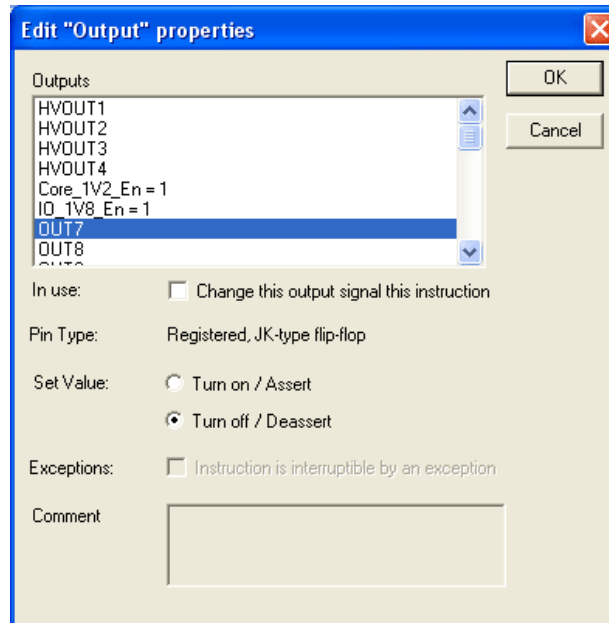 Edit "Output" properties
Outputs
OK
HVOUT1
HVOUT2
HVOUT3
HVOUT4
Core_1V2_En = 1
IO_1V8_En = 1
OUT7
OUT8
Cancel
In use:
Change this output signal this instruction
Pin Type:
Registered, JK-type flip-flop
Set Value:
Turn on / Assert
Turn off / Deassert
Exceptions:
Instruction is interruptible by an exception
Comment